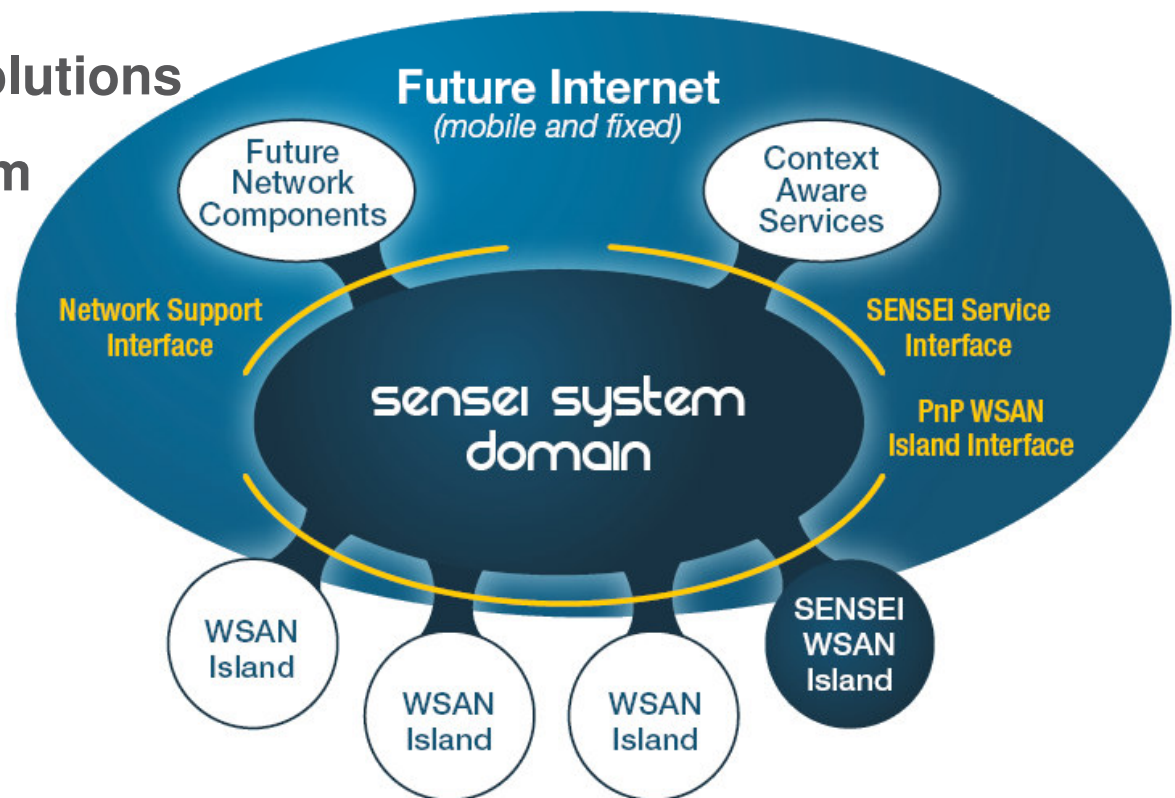 Future Internet
(mobile and fixed)
Future
Network
Components
Context
Aware
Services
Network Support
Interface
SENSEI Service
Interface
sensei system
domain
PnP WSAN
Island Interface
WSAN
Island
WSAN
Island
WSAN
Island
SENSEI
WSAN
Island